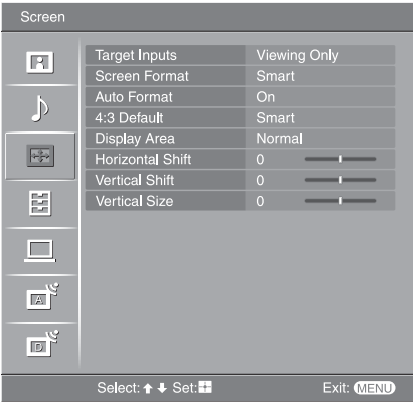 Screen
Target Inputs Viewing Only
Screen Format Smart
Auto Format On
4:3 Default Smart
Display Area Normal
Horizontal Shift 0
Vertical Shift 0
Vertical Size 0
A
D
Select: Set: Exit: MENU